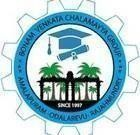 BONAM VENKATA CHALAMAYYA GROUP
SINCE 1997
AMALAPURAM - ODALAREVU - RAJAHMUNDRY